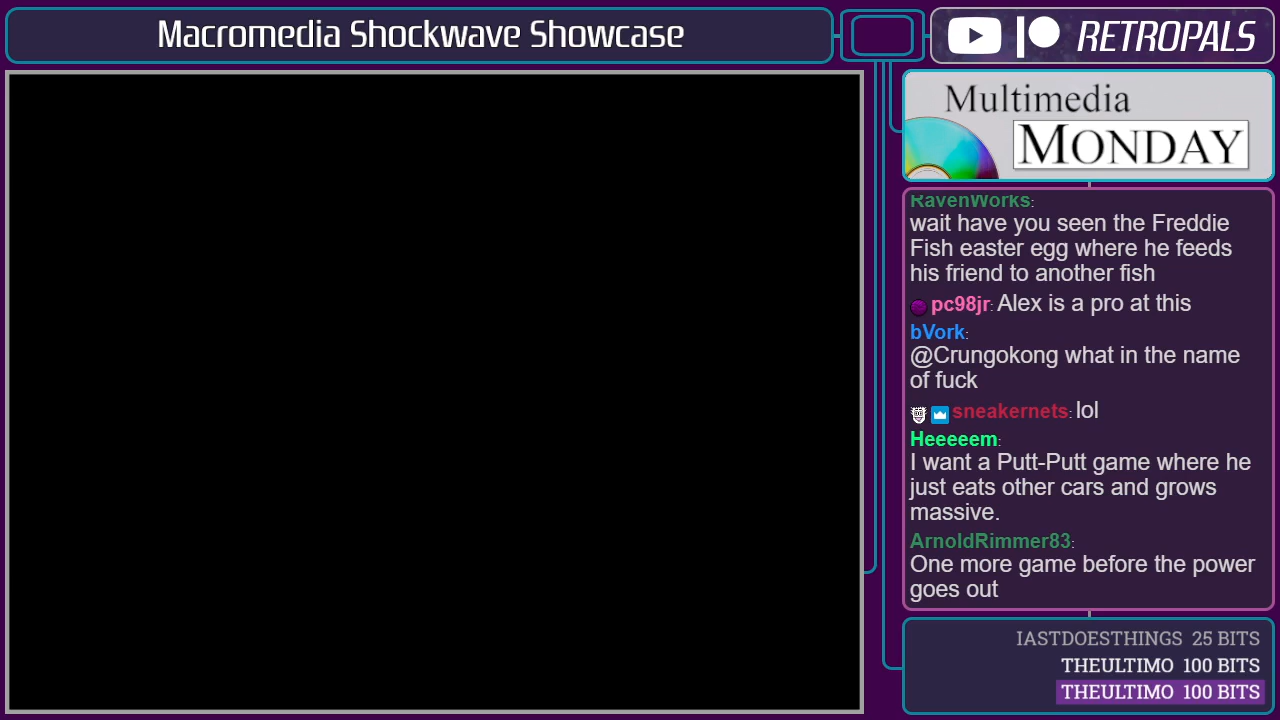 Macromedia Shockwave Showcase
RETROPALS
Multimedia
MONDAY
RavenWorks:
wait have you seen the Freddie
Fish easter egg where he feeds
his friend to another fish
pc98jr: Alex is a pro at this
bVork:
@Crungokong what in the name
of fuck
sneakernets: lol
Heeeeem:
I want a Putt-Putt game where he
just eats other cars and grows
massive.
ArnoldRimmer83:
One more game before the power
goes out
IASTDOESTHINGS 25 BITS
THEULTIMO 100 BITS
THEULTIMO 100 BITS